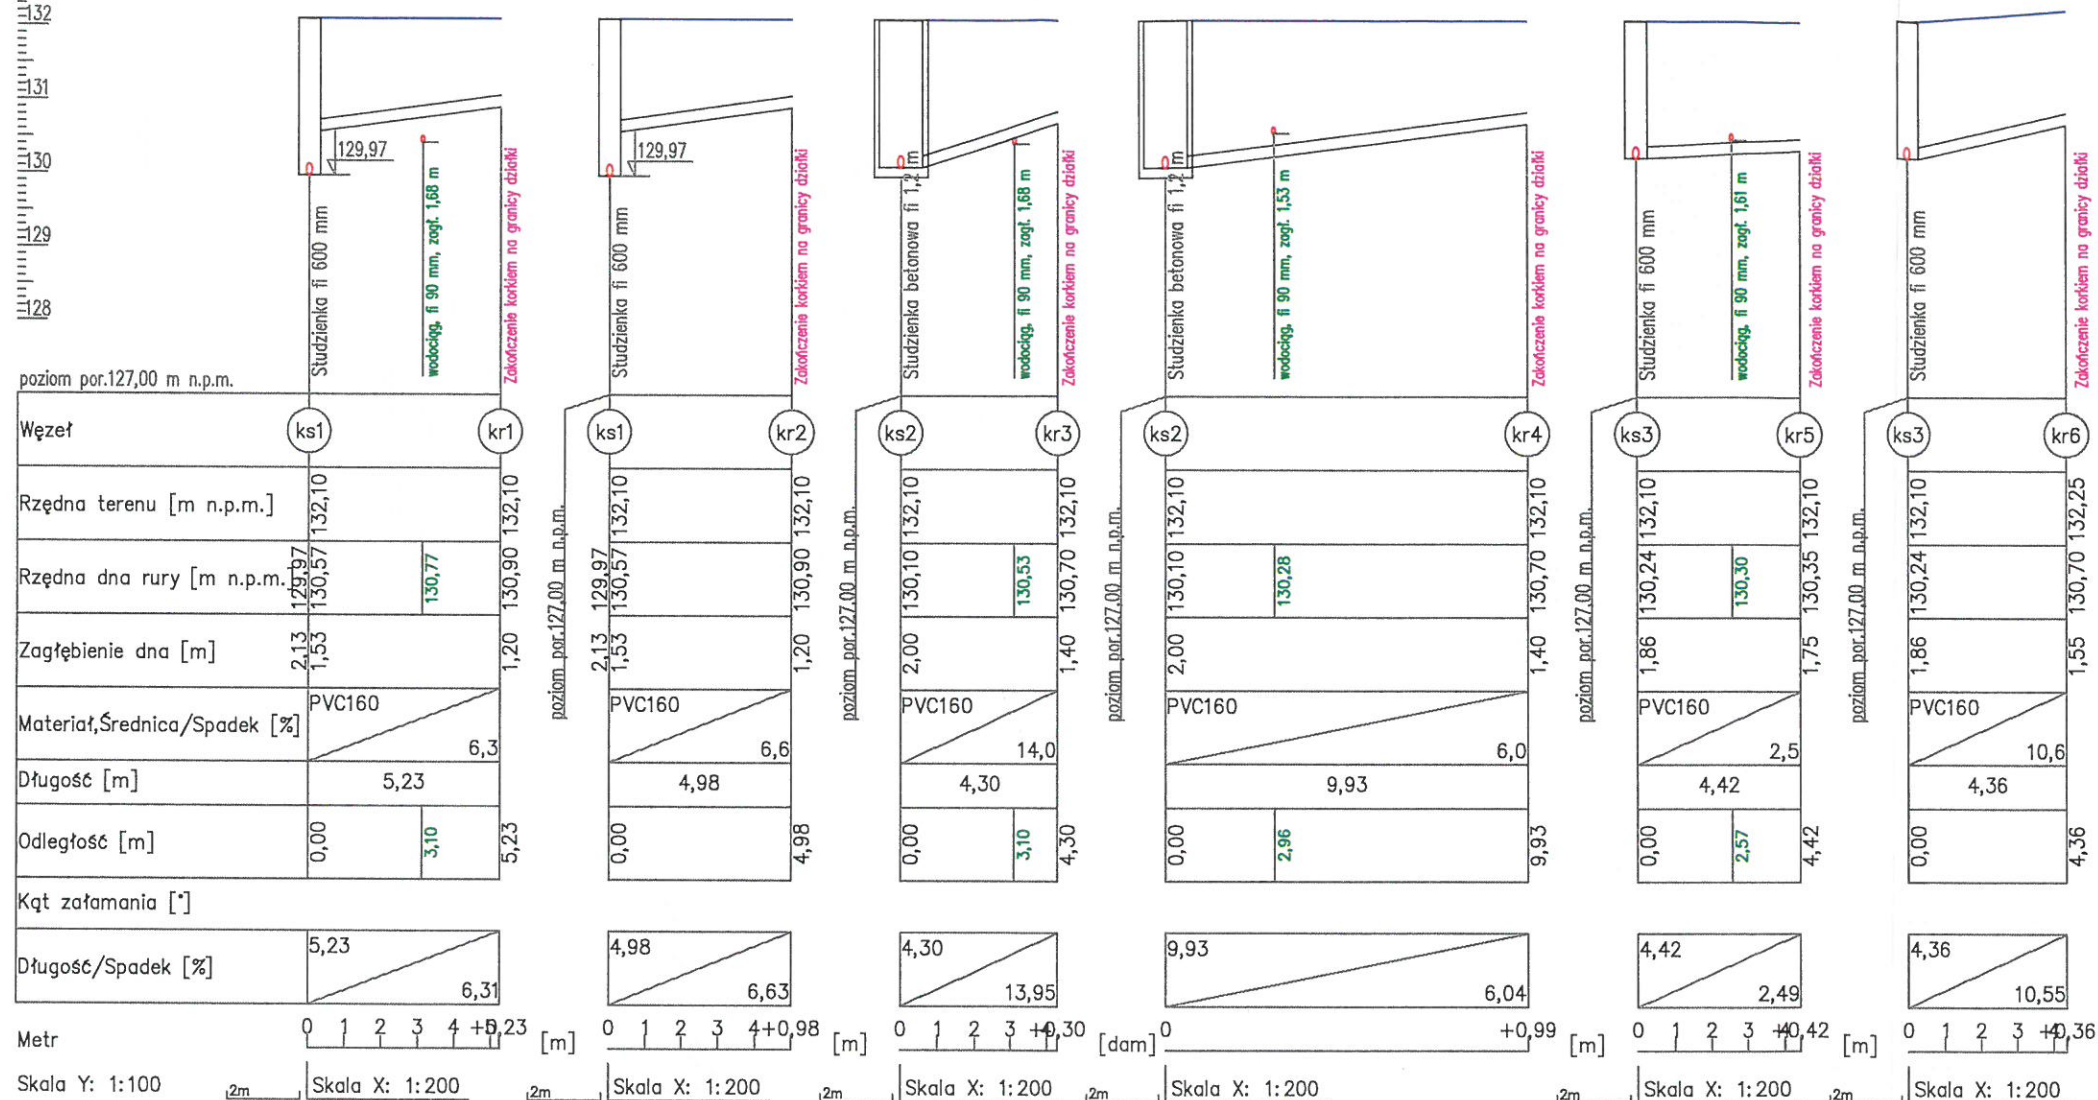 132
131
130
129
128
129,97
129,97
Studzienka fi 600 mm
wodociąg, fi 90 mm, zagł. 1,68 m
Zakończenie korkiem na granicy działki
Studzienka fi 600 mm
Zakończenie korkiem na granicy działki
Studzienka betonowa fi 1,2 m
wodociąg, fi 90 mm, zagł. 1,68 m
Zakończenie korkiem na granicy działki
Studzienka betonowa fi 1,2 m
wodociąg, fi 90 mm, zagł. 1,53 m
Zakończenie korkiem na granicy działki
Studzienka fi 600 mm
wodociąg, fi 90 mm, zagł. 1,61 m
Zakończenie korkiem na granicy działki
Studzienka fi 600 mm
Zakończenie korkiem na granicy działki
poziom por.127,00 m n.p.m.
poziom por.127,00 m n.p.m.
poziom por.127,00 m n.p.m.
poziom por.127,00 m n.p.m.
poziom por.127,00 m n.p.m.
poziom por.127,00 m n.p.m.
Węzeł ks1 kr1 ks1 kr2 ks2 kr3 ks2 kr4 ks3 kr5 ks3 kr6
Rzędna terenu [m n.p.m.] 132,10 132,10 132,10 132,10 132,10 132,10 132,10 132,10 132,10 132,10 132,10 132,25
Rzędna dna rury [m n.p.m.] 129,97 130,57 130,77 130,90 129,97 130,57 130,90 130,10 130,53 130,70 130,10 130,28 130,70 130,24 130,30 130,35 130,24 130,70
Zagłębienie dna [m] 2,13 1,53 1,20 2,13 1,53 1,20 2,00 1,40 2,00 1,40 1,86 1,75 1,86 1,55
Materiał,Średnica/Spadek [%] PVC160 6,3 PVC160 6,6 PVC160 14,0 PVC160 6,0 PVC160 2,5 PVC160 10,6
Długość [m] 5,23 4,98 4,30 9,93 4,42 4,36
Odległość [m] 0,00 3,10 5,23 0,00 4,98 0,00 3,10 4,30 0,00 2,96 9,93 0,00 2,57 4,42 0,00 4,36
Kąt załamania [°]
Długość/Spadek [%] 5,23 6,31 4,98 6,63 4,30 13,95 9,93 6,04 4,42 2,49 4,36 10,55
Metr 0 1 2 3 4 +0,23 [m] 0 1 2 3 4+0,98 [m] 0 1 2 3 +0,30 [dam] 0 +0,99 [m] 0 1 2 3 +0,42 [m] 0 1 2 3 +0,36
Skala Y: 1:100 2m Skala X: 1:200 2m Skala X: 1:200 2m Skala X: 1:200 2m Skala X: 1:200 2m Skala X: 1:200 2m Skala X: 1:200